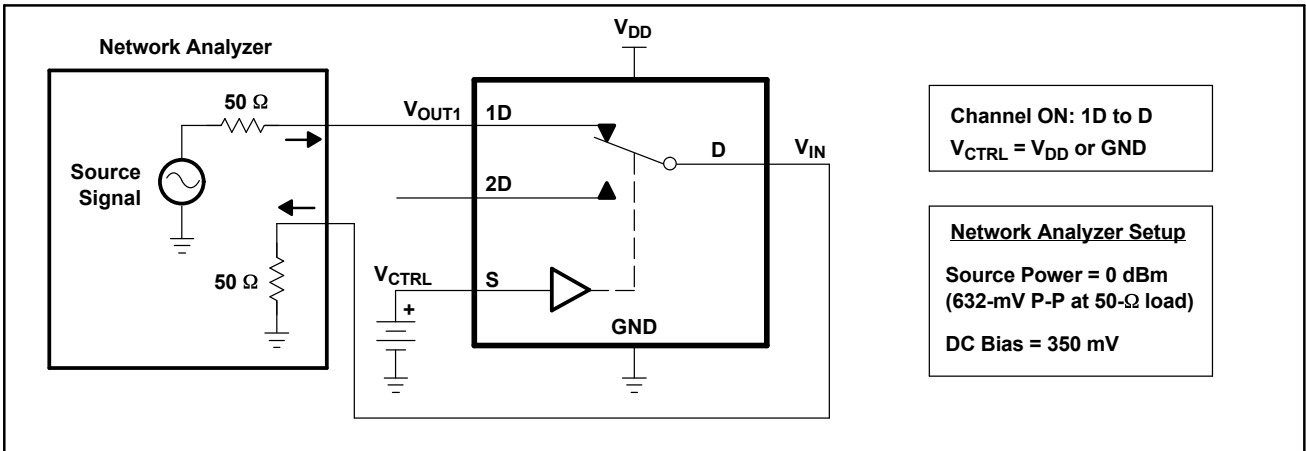 V_DD
Network Analyzer
50 Ω
V_OUT1
1D
D
V_IN
Source
Signal
2D
50 Ω
V_CTRL
S
+
GND
Channel ON: 1D to D
V_CTRL = V_DD or GND
Network Analyzer Setup
Source Power = 0 dBm
(632-mV P-P at 50-Ω load)
DC Bias = 350 mV